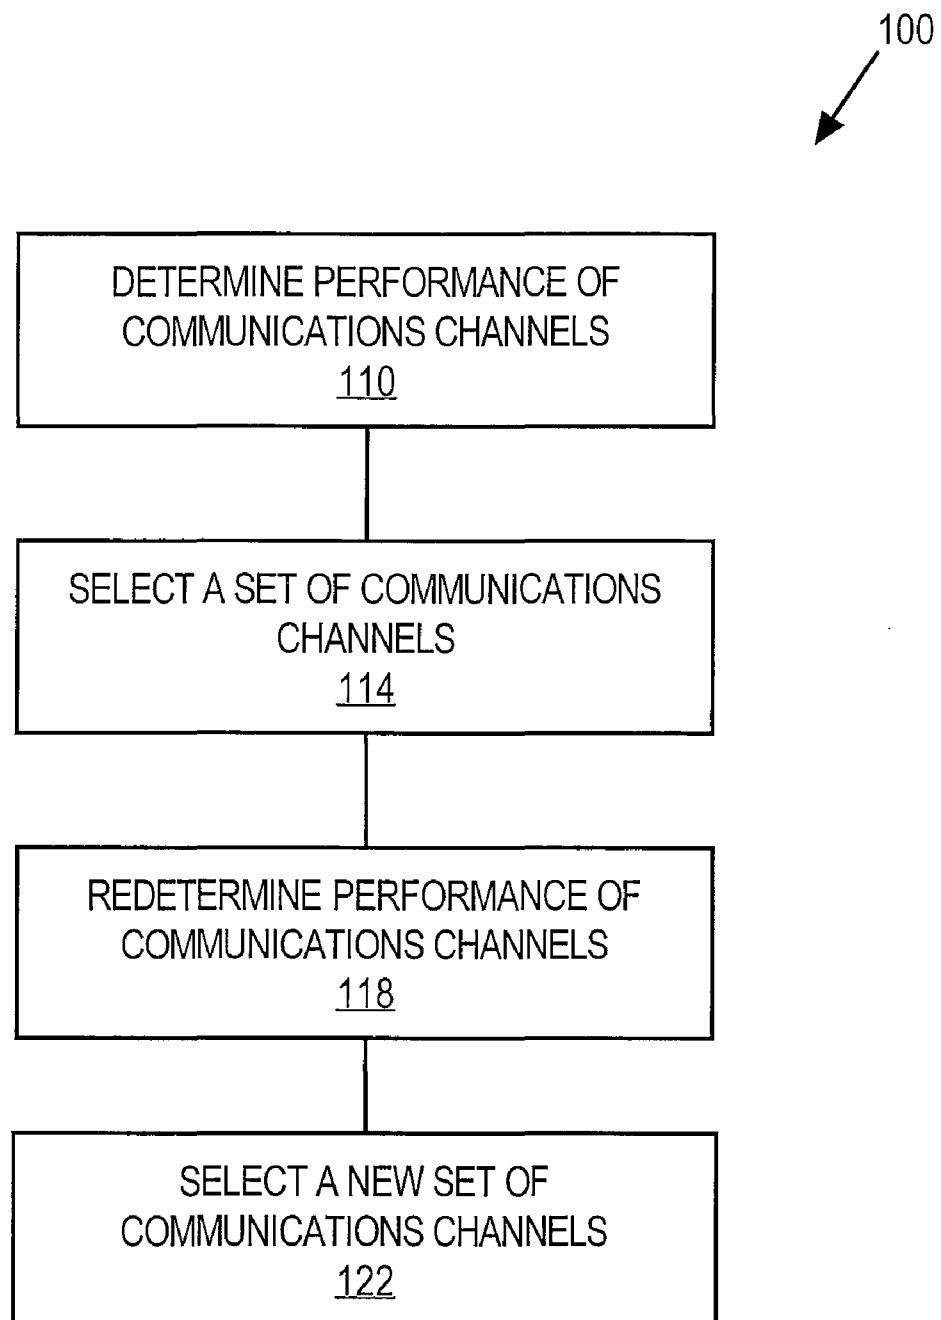 100
DETERMINE PERFORMANCE OF
COMMUNICATIONS CHANNELS
110
SELECT A SET OF COMMUNICATIONS
CHANNELS
114
REDETERMINE PERFORMANCE OF
COMMUNICATIONS CHANNELS
118
SELECT A NEW SET OF
COMMUNICATIONS CHANNELS
122